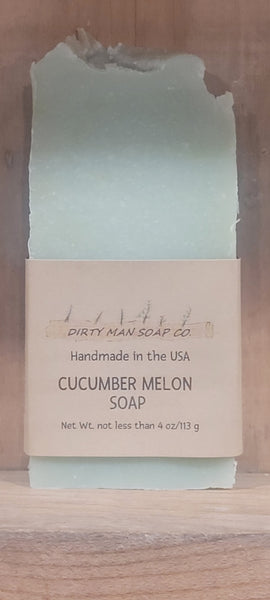 DIRTY MAN SOAP CO.
Handmade in the USA
CUCUMBER MELON
SOAP
Net. Wt. not less than 4 oz/113 g